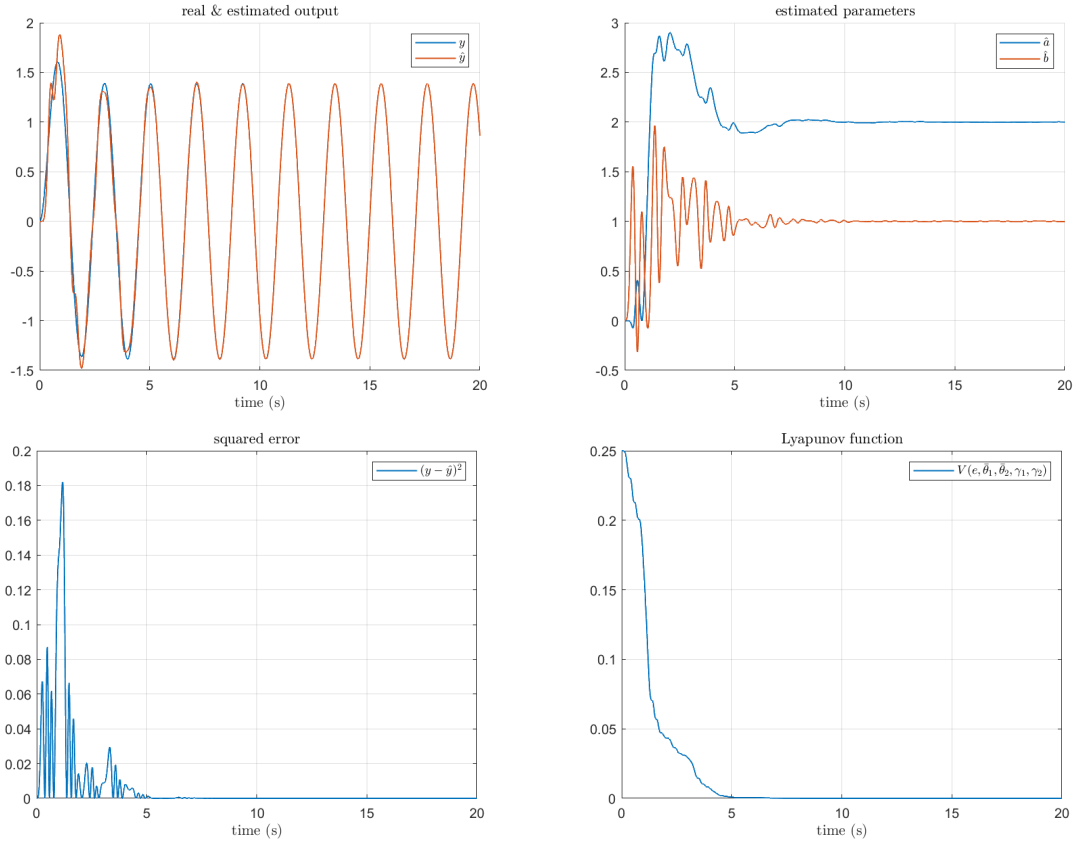 real & estimated output
2
1.5
1
0.5
0
-0.5
-1
-1.5
0 5 10 15 20
time (s)
y
ŷ
estimated parameters
3
2.5
2
1.5
1
0.5
0
-0.5
0 5 10 15 20
time (s)
â
b̂
squared error
0.2
0.18
0.16
0.14
0.12
0.1
0.08
0.06
0.04
0.02
0
0 5 10 15 20
time (s)
(y − ŷ)²
Lyapunov function
0.25
0.2
0.15
0.1
0.05
0
0 5 10 15 20
time (s)
V(e, θ̃₁, θ̃₂, γ₁, γ₂)